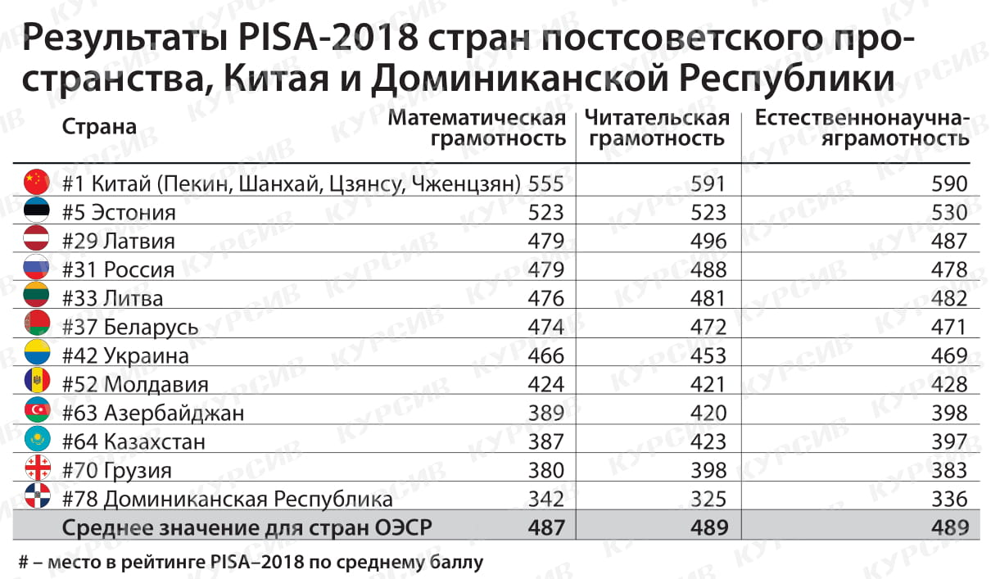 Результаты PISA-2018 стран постсоветского про-
странства, Китая и Доминиканской Республики
Страна
Математическая
грамотность
Читательская
грамотность
Естественнонаучна-
яграмотность
#1 Китай (Пекин, Шанхай, Цзянсу, Чженцзян) 555 591 590
#5 Эстония 523 523 530
#29 Латвия 479 496 487
#31 Россия 479 488 478
#33 Литва 476 481 482
#37 Беларусь 474 472 471
#42 Украина 466 453 469
#52 Молдавия 424 421 428
#63 Азербайджан 389 420 398
#64 Казахстан 387 423 397
#70 Грузия 380 398 383
#78 Доминиканская Республика 342 325 336
Среднее значение для стран ОЭСР 487 489 489
# – место в рейтинге PISA–2018 по среднему баллу